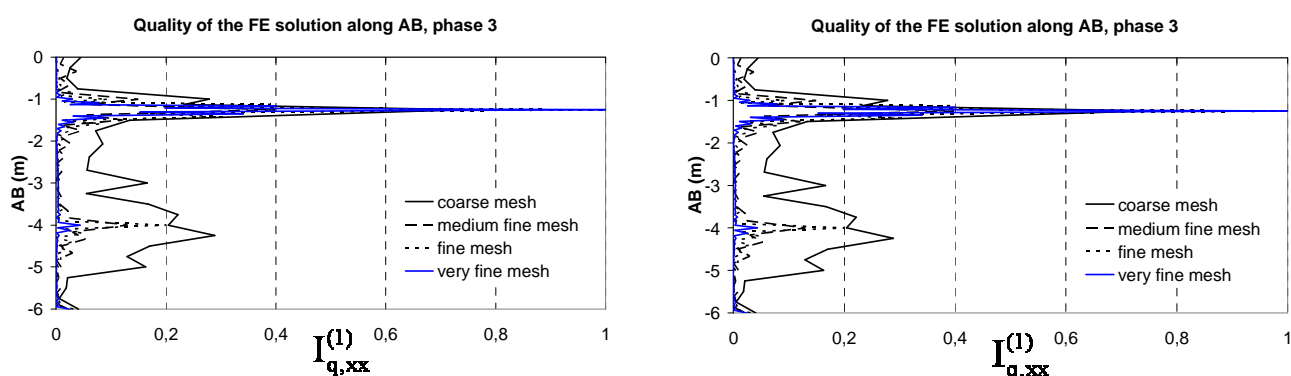 Quality of the FE solution along AB, phase 3
0
-1
-2
-3
-4
-5
-6
AB (m)
coarse mesh
medium fine mesh
fine mesh
very fine mesh
0 0,2 0,4 0,6 0,8 1
I(1)q,xx
Quality of the FE solution along AB, phase 3
0
-1
-2
-3
-4
-5
-6
AB (m)
coarse mesh
medium fine mesh
fine mesh
very fine mesh
0 0,2 0,4 0,6 0,8 1
I(1)q,xx